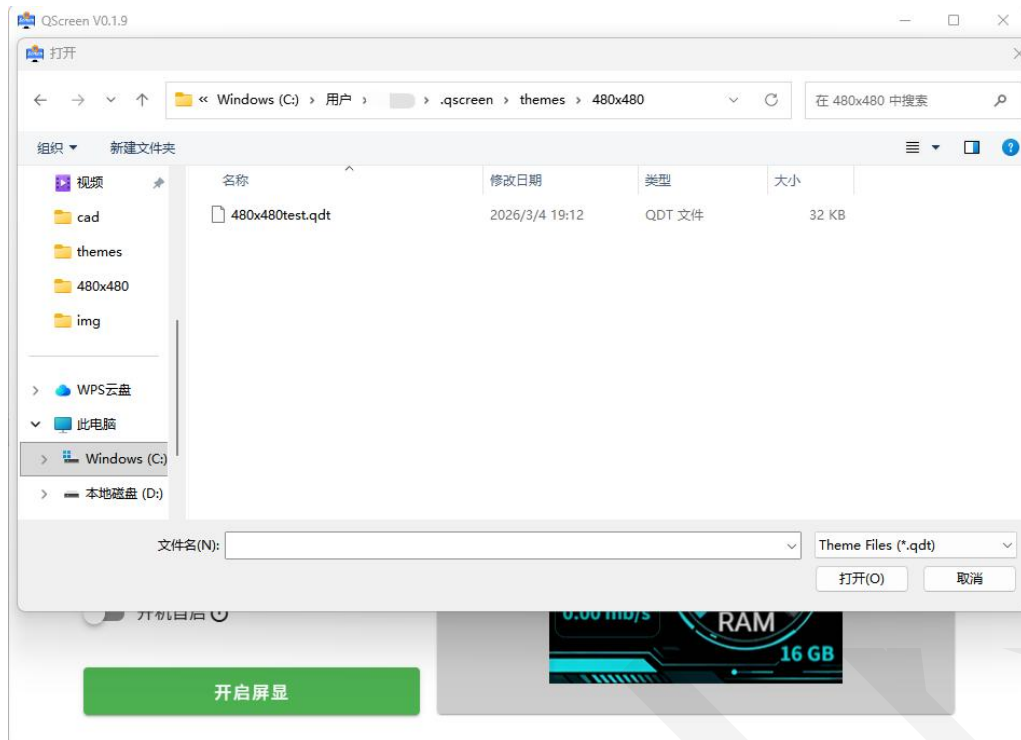 QScreen V0.1.9
打开
« Windows (C:) › 用户 › › .qscreen › themes › 480x480
在 480x480 中搜索
组织
新建文件夹
名称 修改日期 类型 大小
480x480test.qdt 2026/3/4 19:12 QDT 文件 32 KB
视频
cad
themes
480x480
img
WPS云盘
此电脑
Windows (C:)
本地磁盘 (D:)
文件名(N):
Theme Files (*.qdt)
打开(O) 取消
开机自启
0.00 mb/s
RAM
16 GB
开启屏显